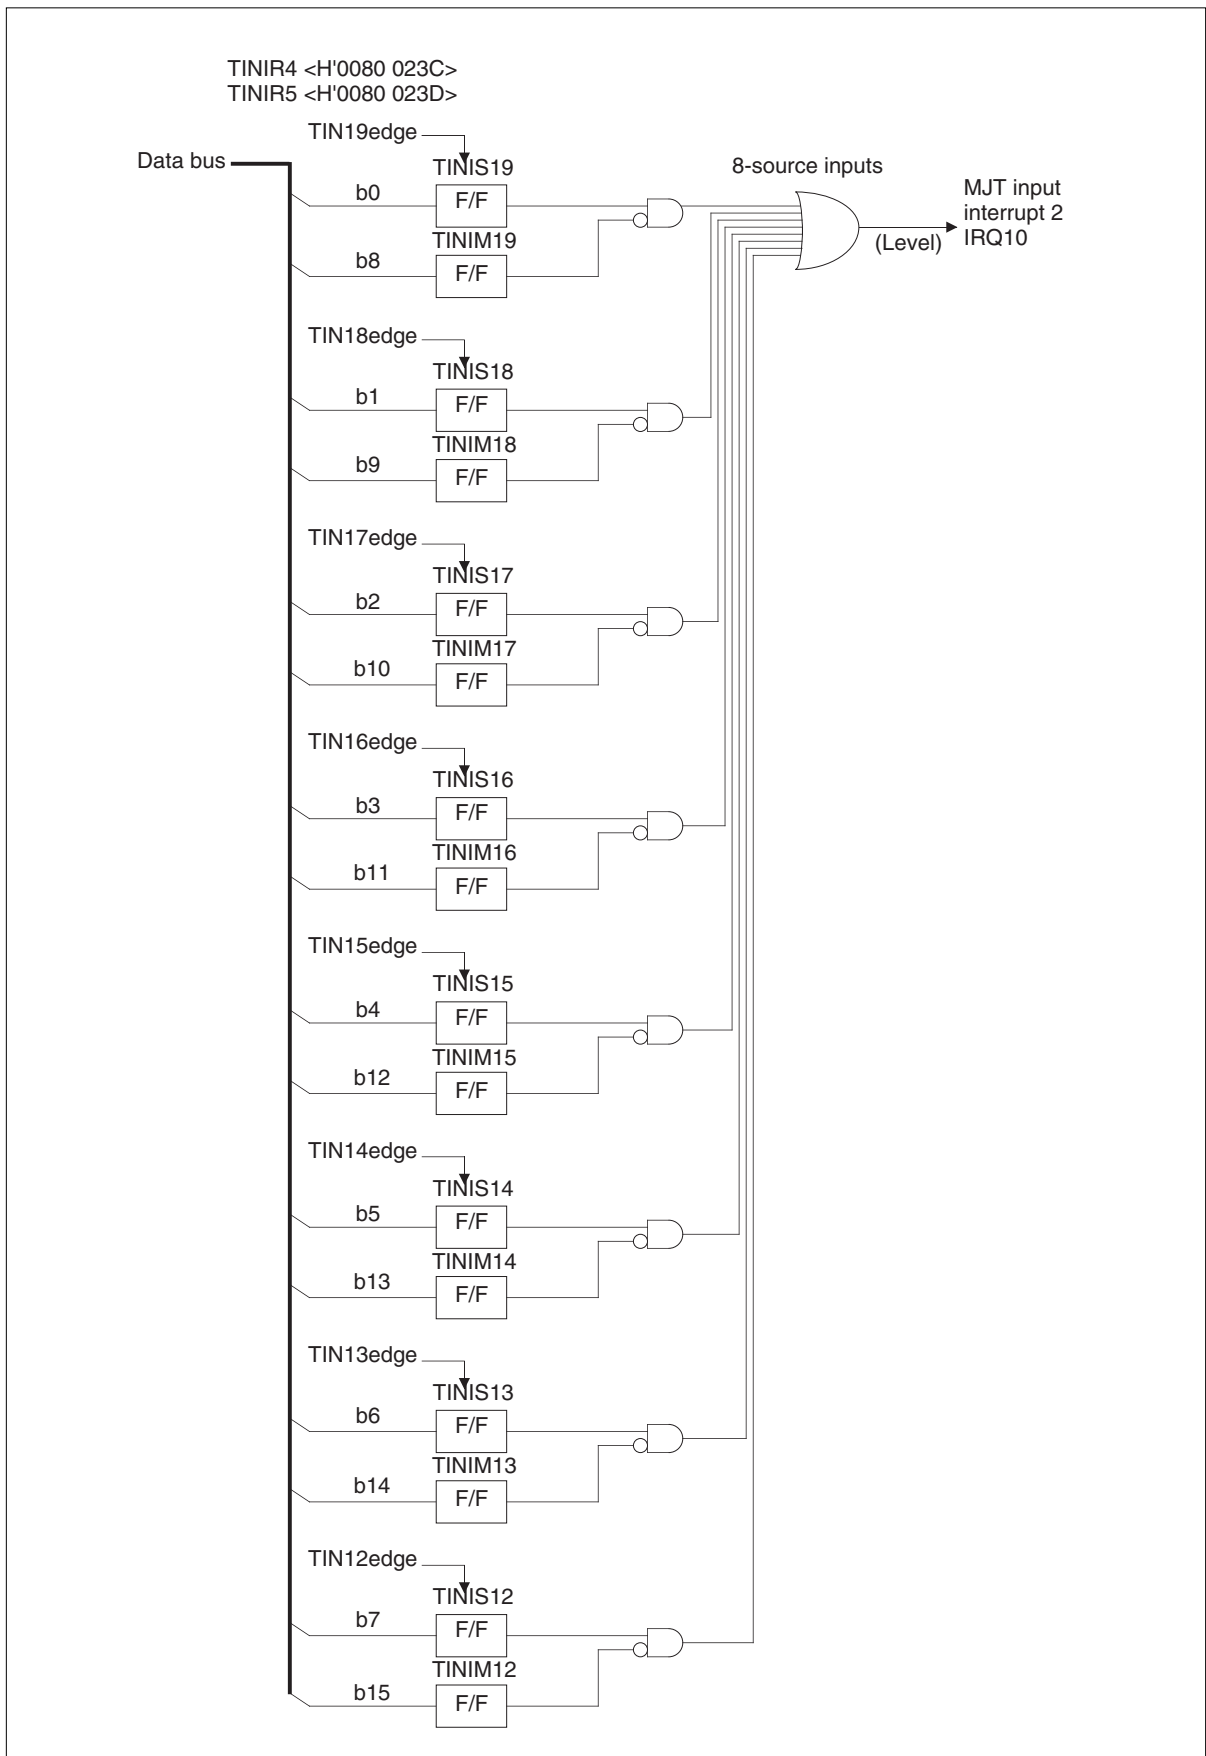 TINIR4 <H'0080 023C>
TINIR5 <H'0080 023D>
TIN19edge
Data bus
TINIS19
8-source inputs
b0
F/F
MJT input
interrupt 2
IRQ10
(Level)
TINIM19
b8
F/F
TIN18edge
TINIS18
b1
F/F
TINIM18
b9
F/F
TIN17edge
TINIS17
b2
F/F
TINIM17
b10
F/F
TIN16edge
TINIS16
b3
F/F
TINIM16
b11
F/F
TIN15edge
TINIS15
b4
F/F
TINIM15
b12
F/F
TIN14edge
TINIS14
b5
F/F
TINIM14
b13
F/F
TIN13edge
TINIS13
b6
F/F
TINIM13
b14
F/F
TIN12edge
TINIS12
b7
F/F
TINIM12
b15
F/F